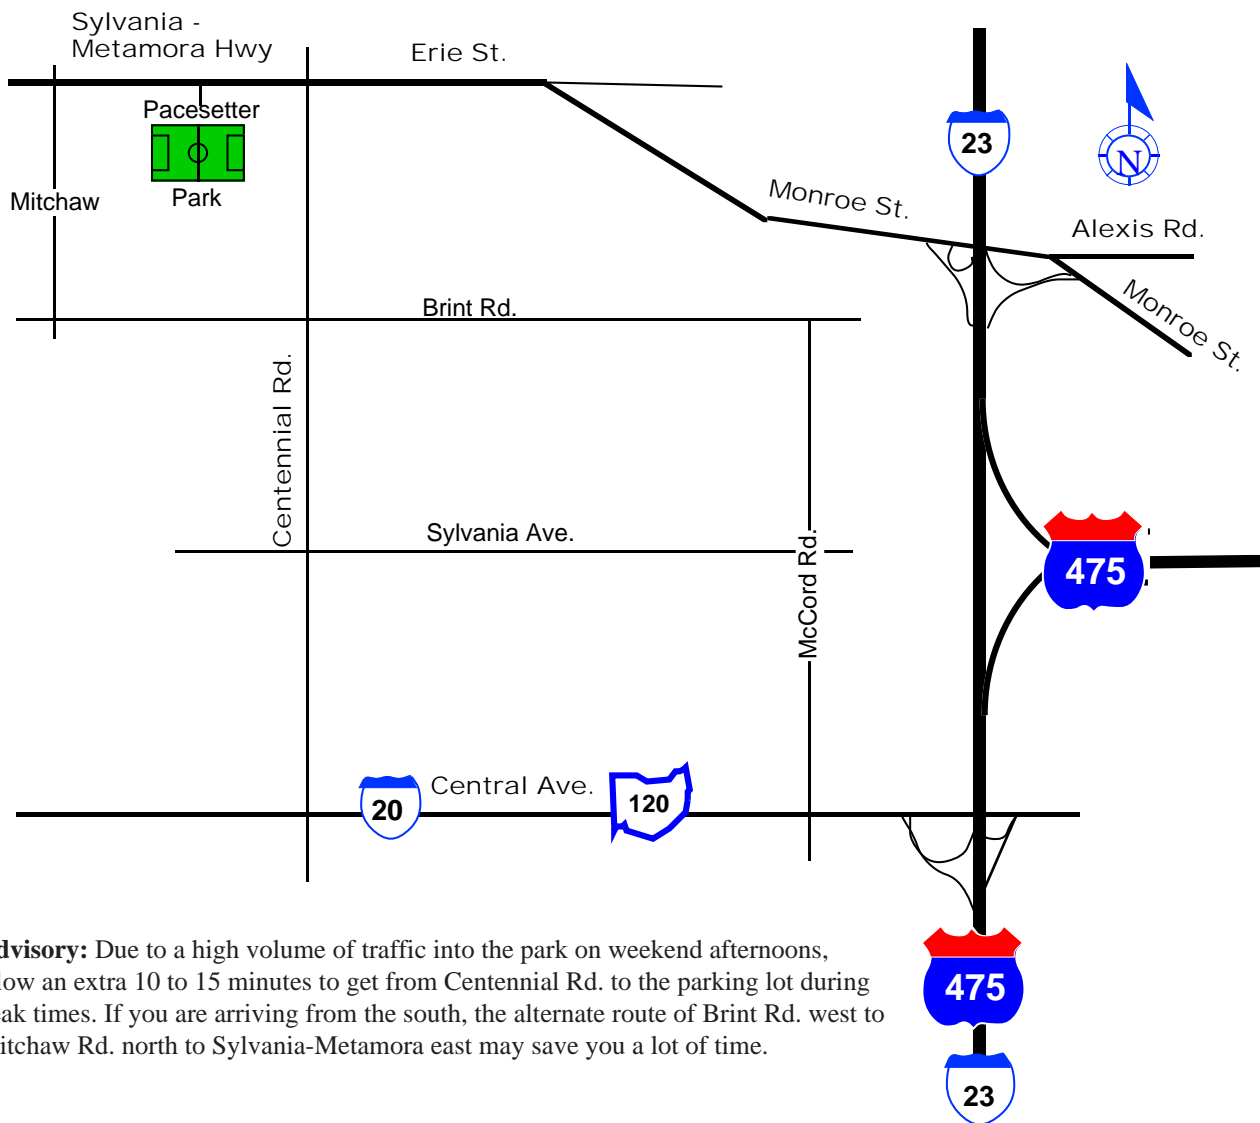 Sylvania -
Metamora Hwy
Erie St.
Pacesetter
Park
Mitchaw
23
N
Monroe St.
Alexis Rd.
Monroe St.
Brint Rd.
Centennial Rd.
Sylvania Ave.
McCord Rd.
475
Central Ave.
20
120
dvisory: Due to a high volume of traffic into the park on weekend afternoons,
low an extra 10 to 15 minutes to get from Centennial Rd. to the parking lot during
ak times. If you are arriving from the south, the alternate route of Brint Rd. west to
itchaw Rd. north to Sylvania-Metamora east may save you a lot of time.
475
23